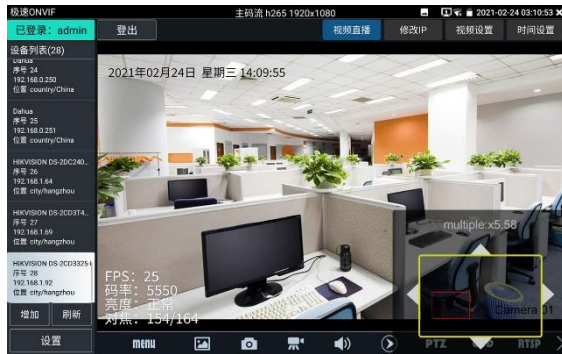 极速ONVIF
主码流 h265 1920x1080
2021-02-24 03:10:53
已登录: admin
登出
视频直播
修改IP
视频设置
时间设置
设备列表(28)
Dahua
序号 24
192.168.0.250
位置 country/China
Dahua
序号 25
192.168.0.251
位置 country/China
HIKVISION DS-2DC240...
序号 26
192.168.1.64
位置 city/hangzhou
HIKVISION DS-2CD3T4...
序号 27
192.168.1.69
位置 city/hangzhou
HIKVISION DS-2CD3325-I
序号 28
192.168.1.92
位置 city/hangzhou
增加
刷新
设置
2021年02月24日 星期三 14:09:55
multiple:x5.58
FPS: 25
码率: 5550
亮度: 正常
对焦: 154/164
Camera 01
menu
PTZ
RTSP